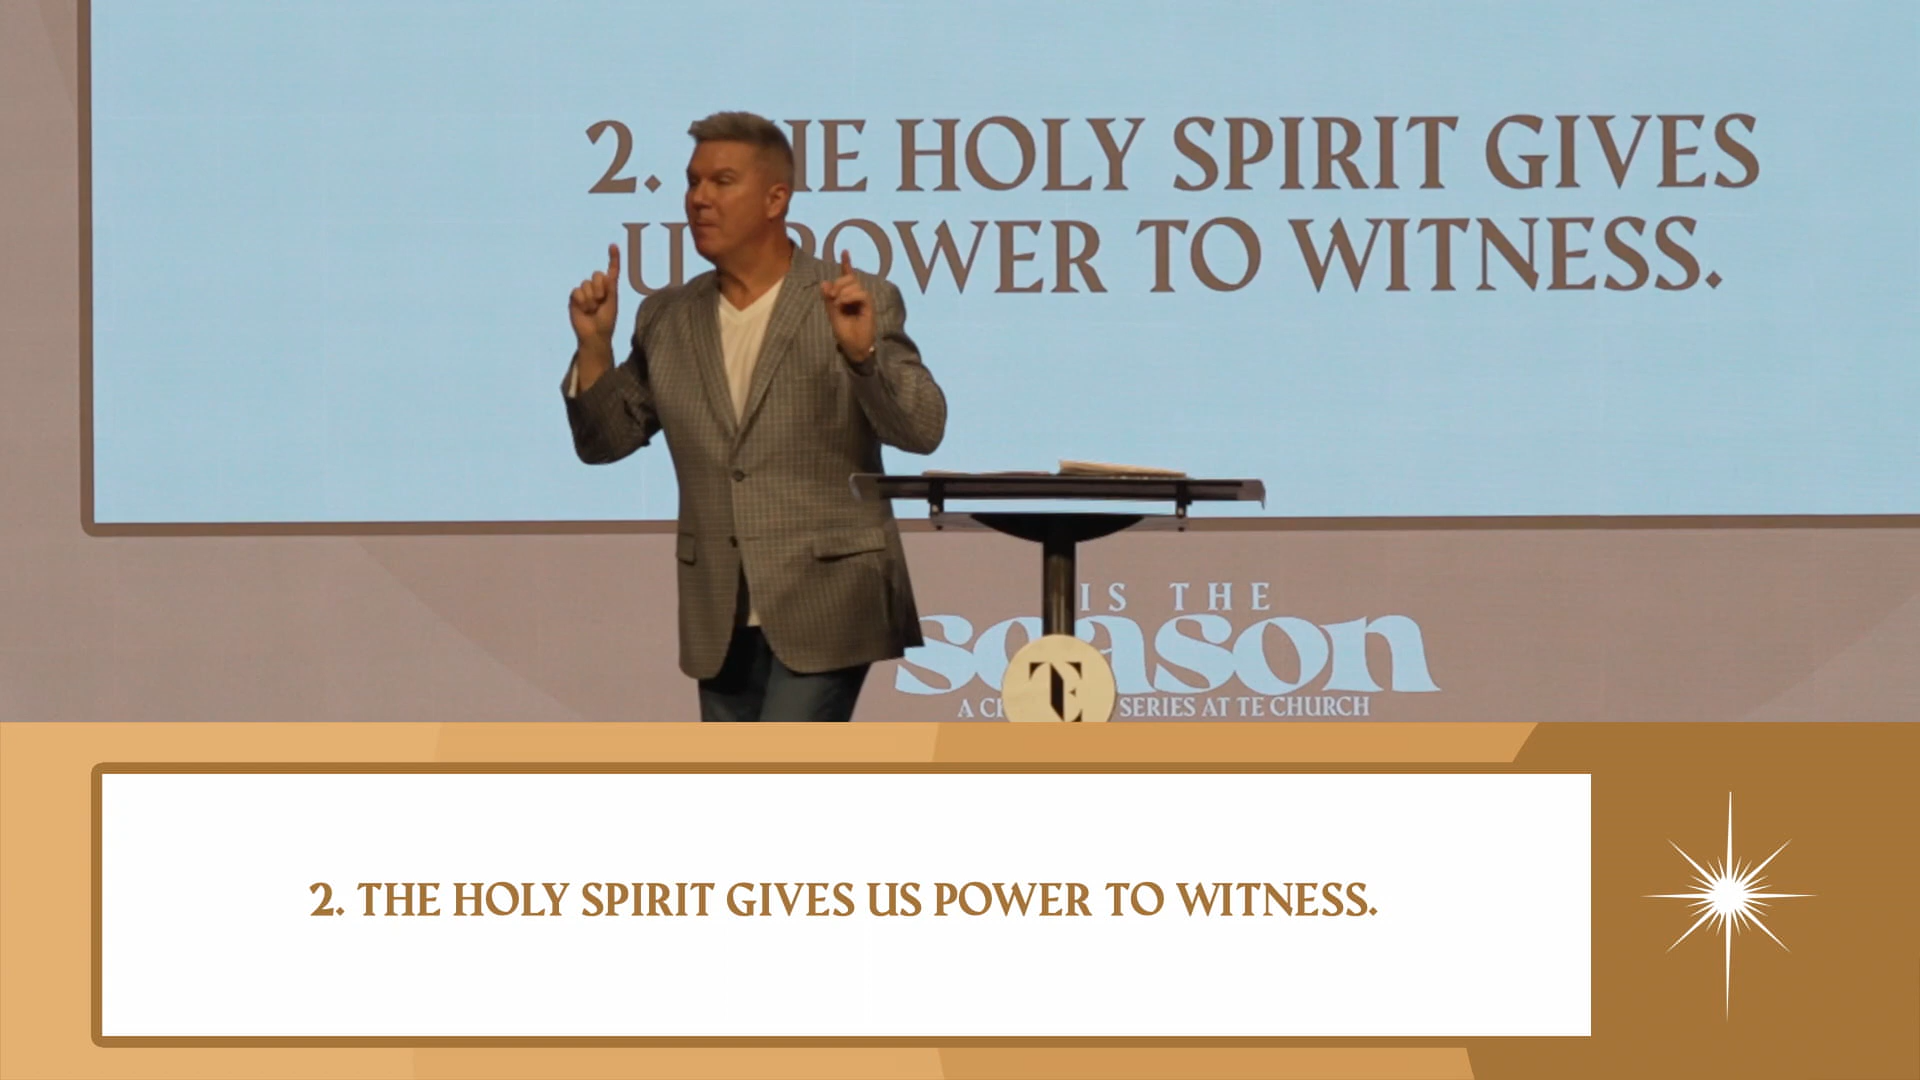 2. THE HOLY SPIRIT GIVES
US POWER TO WITNESS.
IS THE
season
A CHRISTMAS SERIES AT TE CHURCH
TE
2. THE HOLY SPIRIT GIVES US POWER TO WITNESS.